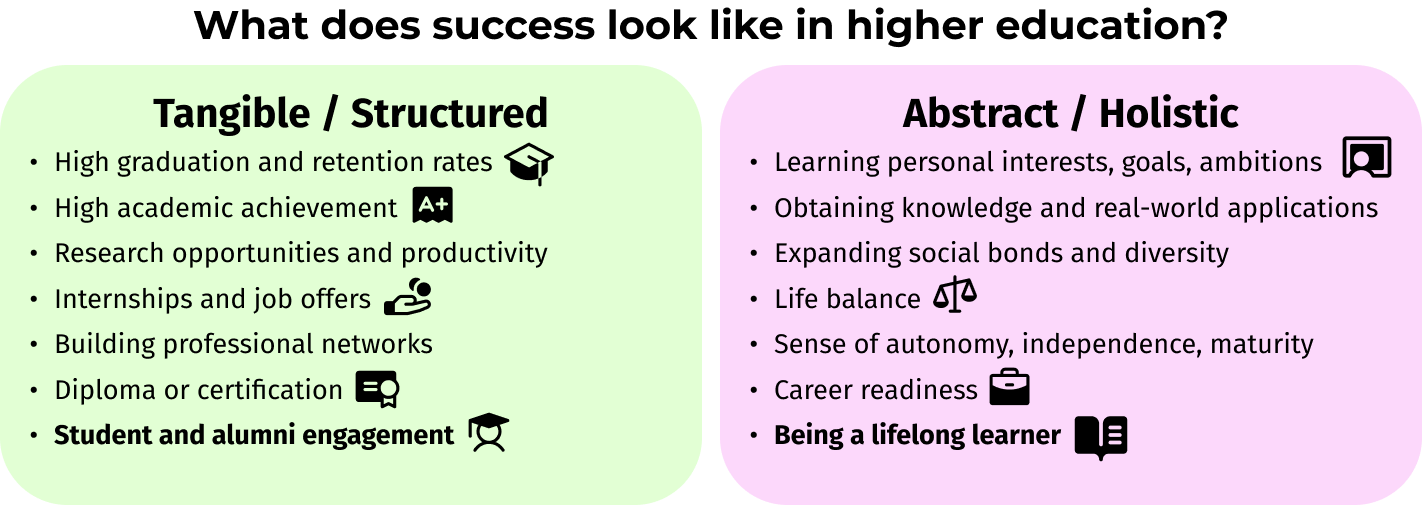 What does success look like in higher education?
Tangible / Structured
• High graduation and retention rates
• High academic achievement A+
• Research opportunities and productivity
• Internships and job offers
• Building professional networks
• Diploma or certification
• Student and alumni engagement
Abstract / Holistic
• Learning personal interests, goals, ambitions
• Obtaining knowledge and real-world applications
• Expanding social bonds and diversity
• Life balance
• Sense of autonomy, independence, maturity
• Career readiness
• Being a lifelong learner